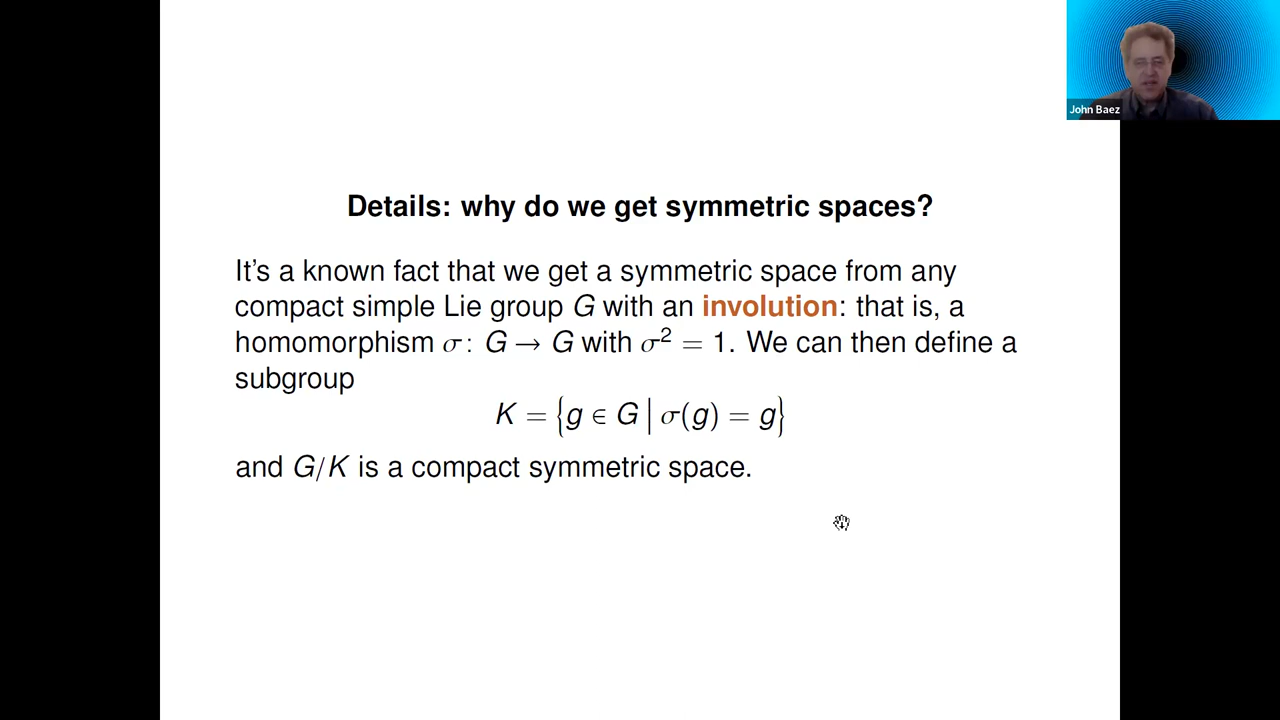 John Baez
Details: why do we get symmetric spaces?
It's a known fact that we get a symmetric space from any
compact simple Lie group G with an involution: that is, a
homomorphism σ: G → G with σ² = 1. We can then define a
subgroup
K = {g ∈ G | σ(g) = g}
and G/K is a compact symmetric space.